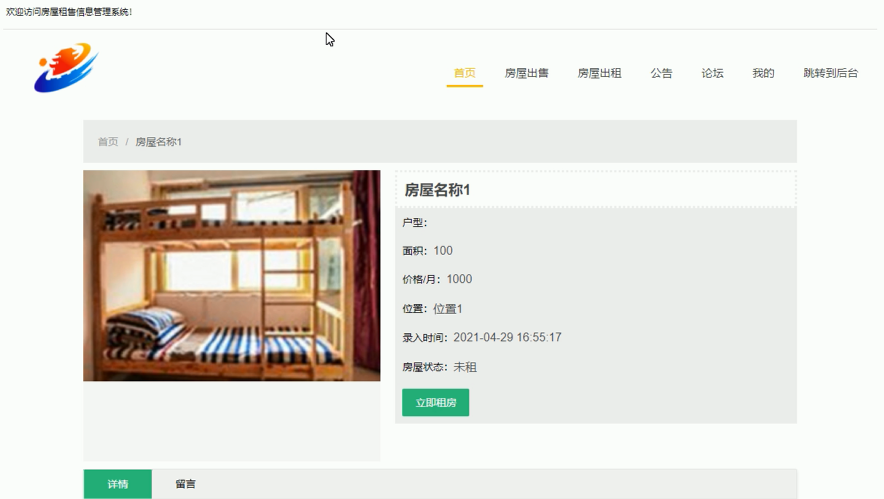 欢迎访问房屋租售信息管理系统!
首页 房屋出售 房屋出租 公告 论坛 我的 跳转到后台
首页 / 房屋名称1
房屋名称1
户型:
面积: 100
价格/月: 1000
位置: 位置1
录入时间: 2021-04-29 16:55:17
房屋状态: 未租
立即租房
详情 留言